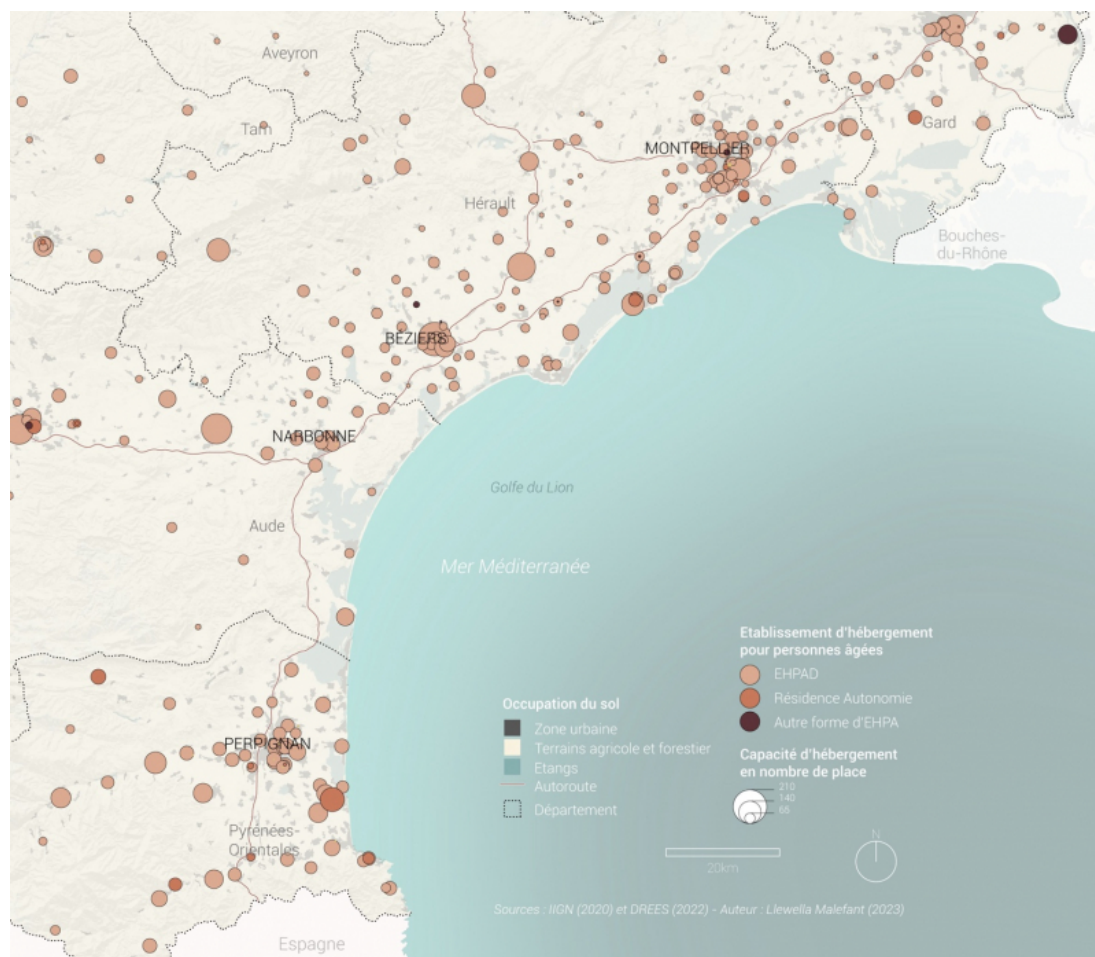 Aveyron
Tarn
Gard
MONTPELLIER
Hérault
Bouches-
du-Rhône
BÉZIERS
NARBONNE
Golfe du Lion
Aude
Mer Méditerranée
PERPIGNAN
Pyrénées-
Orientales
Espagne
Occupation du sol
Zone urbaine
Terrains agricole et forestier
Etangs
Autoroute
Département
Etablissement d'hébergement
pour personnes âgées
EHPAD
Résidence Autonomie
Autre forme d'EHPA
Capacité d'hébergement
en nombre de place
210
140
65
20km
N
Sources : IIGN (2020) et DREES (2022) - Auteur : Llewella Malefant (2023)